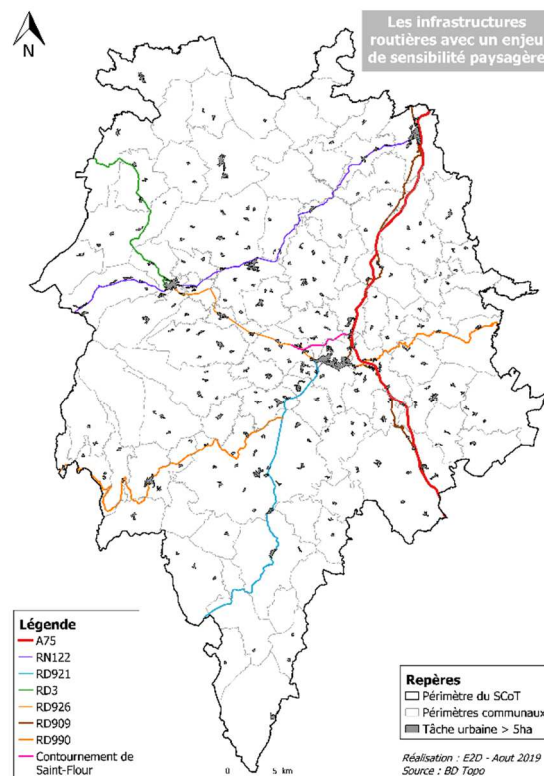 Les infrastructures
routières avec un enjeu
de sensibilité paysagère
N
Légende
A75
RN122
RD921
RD3
RD926
RD909
RD990
Contournement de
Saint-Flour
0 5 km
Repères
Périmètre du SCoT
Périmètres communaux
Tâche urbaine > 5ha
Réalisation : E2D - Aout 2019
Source : BD Topo